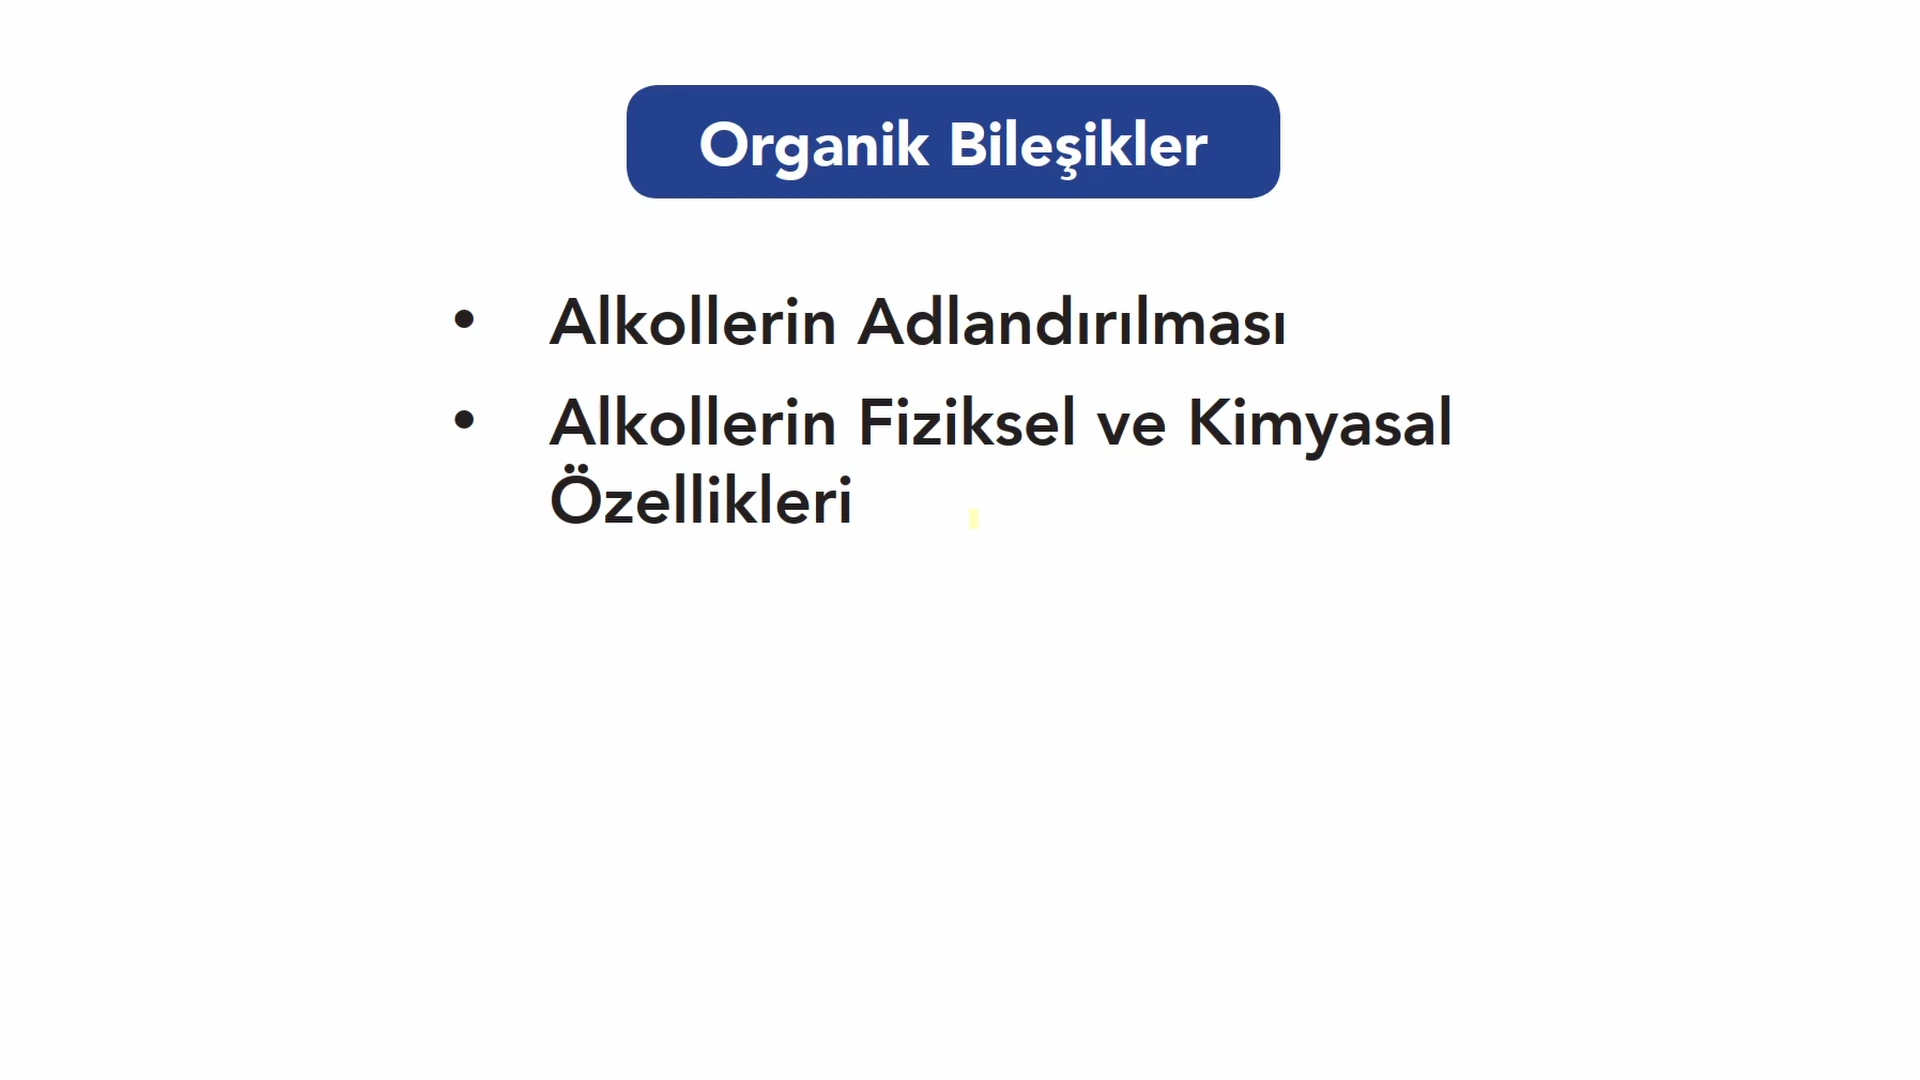 Organik Bileşikler
• Alkollerin Adlandırılması
• Alkollerin Fiziksel ve Kimyasal
Özellikleri